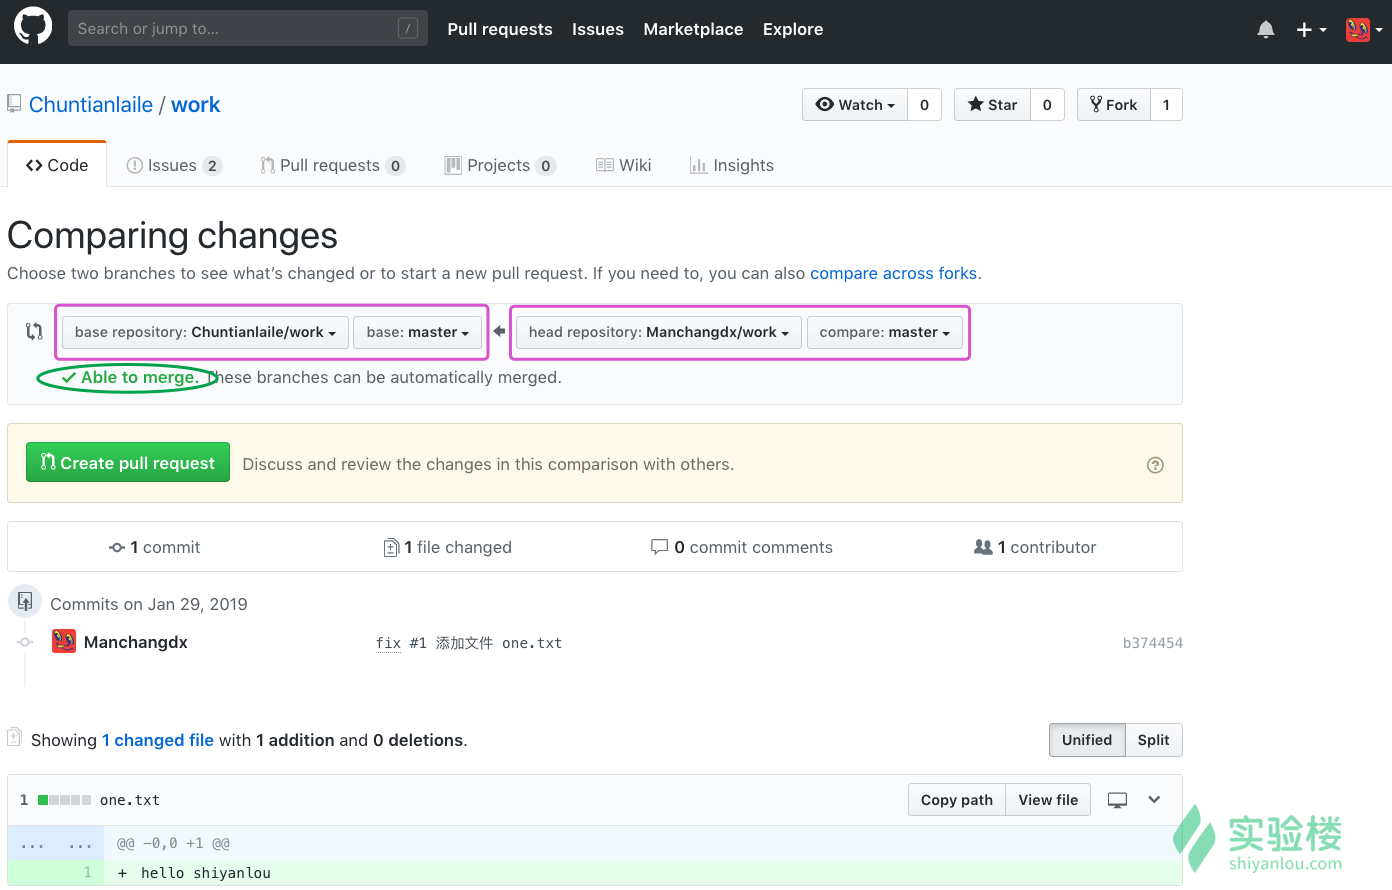 Search or jump to... / Pull requests Issues Marketplace Explore
Chuntianlaile / work Watch 0 Star 0 Fork 1
Code Issues 2 Pull requests 0 Projects 0 Wiki Insights
Comparing changes
Choose two branches to see what's changed or to start a new pull request. If you need to, you can also compare across forks.
base repository: Chuntianlaile/work base: master head repository: Manchangdx/work compare: master
Able to merge. These branches can be automatically merged.
Create pull request Discuss and review the changes in this comparison with others.
1 commit 1 file changed 0 commit comments 1 contributor
Commits on Jan 29, 2019
Manchangdx fix #1 添加文件 one.txt b374454
Showing 1 changed file with 1 addition and 0 deletions. Unified Split
1 one.txt Copy path View file
... ... @@ -0,0 +1 @@
1 + hello shiyanlou
实验楼
shiyanlou.com